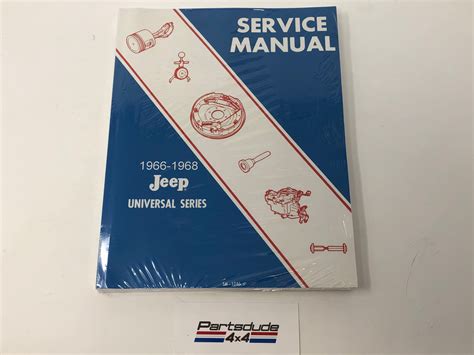 SERVICE
MANUAL
1966-1968
Jeep
UNIVERSAL SERIES
Partsdude
4x4